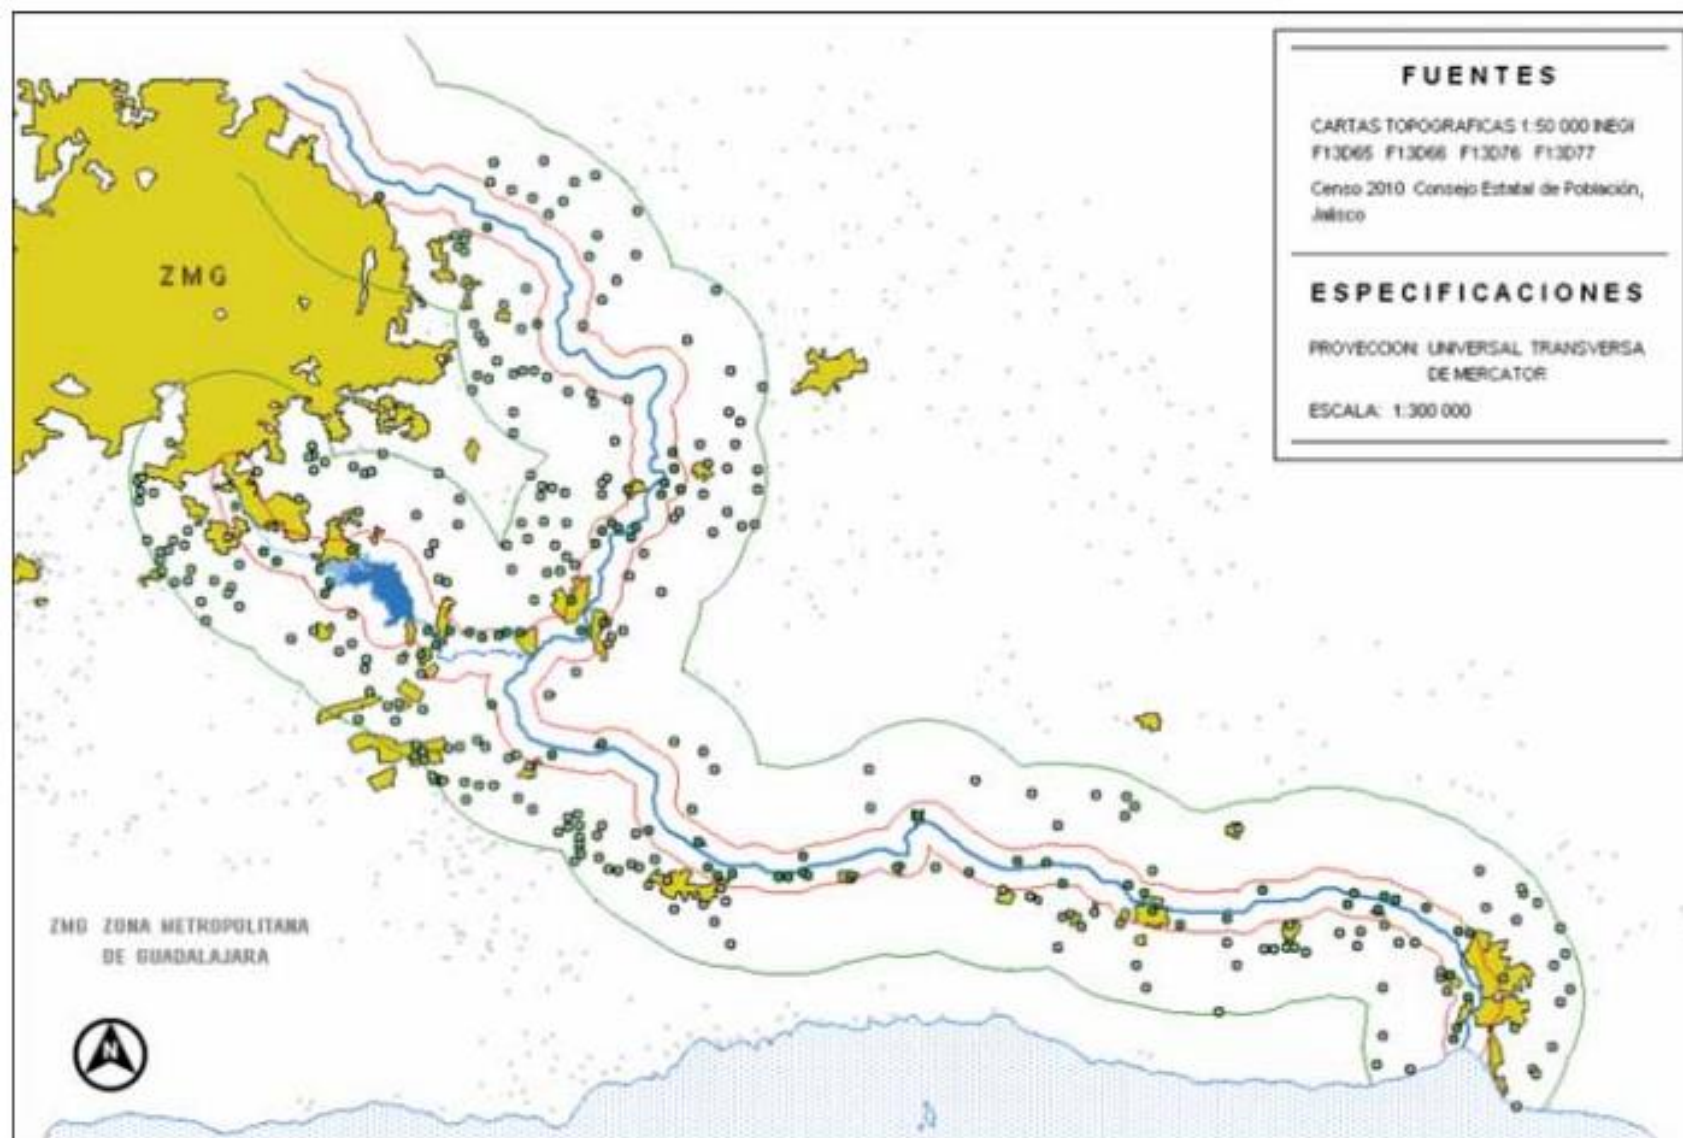 FUENTES
CARTAS TOPOGRAFICAS 1:50 000 INEGI
F13D65 F13D66 F13D76 F13D77
Censo 2010 Consejo Estatal de Población,
Jalisco
ESPECIFICACIONES
PROYECCION: UNIVERSAL TRANSVERSA
DE MERCATOR
ESCALA: 1:300 000
ZMG
ZMG ZONA METROPOLITANA
DE GUADALAJARA
N